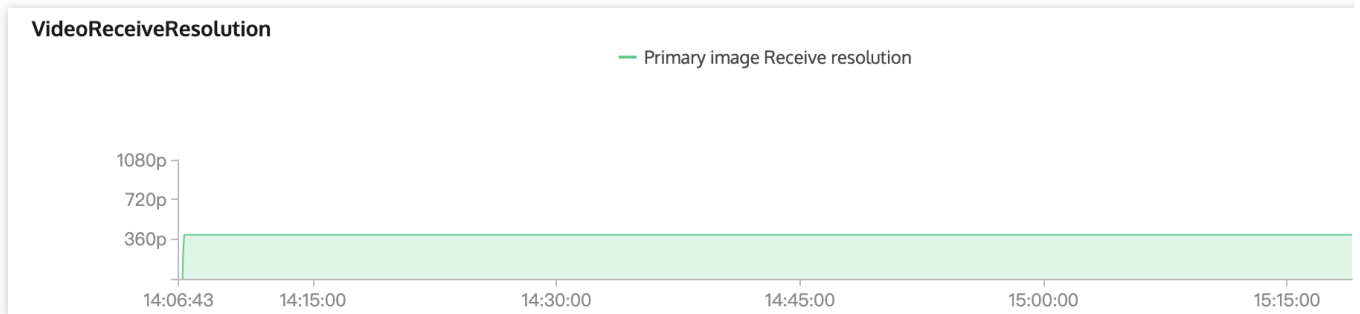 VideoReceiveResolution
Primary image Receive resolution
1080p
720p
360p
14:06:43 14:15:00 14:30:00 14:45:00 15:00:00 15:15:00